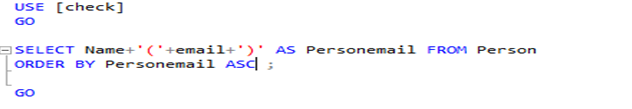 USE [check]
GO
SELECT Name+'('+email+')' AS Personemail FROM Person
ORDER BY Personemail ASC ;
GO